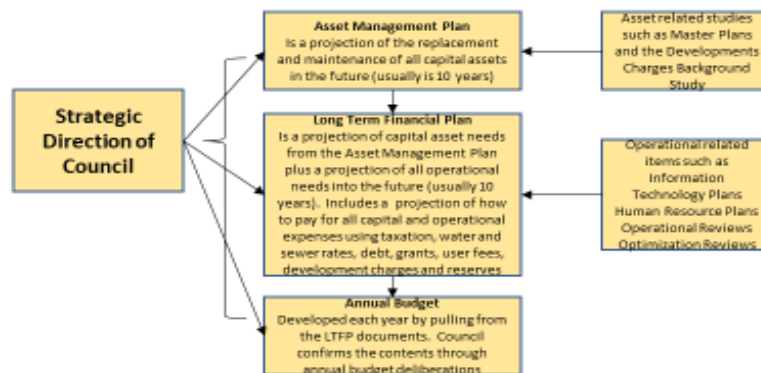 Asset Management Plan
Is a projection of the replacement
and maintenance of all capital assets
in the future (usually is 10 years)
Asset related studies
such as Master Plans
and the Developments
Charges Background
Study
Strategic
Direction of
Council
Long Term Financial Plan
Is a projection of capital asset needs
from the Asset Management Plan
plus a projection of all operational
needs into the future (usually 10
years). Includes a projection of how
to pay for all capital and operational
expenses using taxation, water and
sewer rates, debt, grants, user fees,
development charges and reserves
Operational related
items such as
Information
Technology Plans
Human Resource Plans
Operational Reviews
Optimization Reviews
Annual Budget
Developed each year by pulling from
the LTFP documents. Council
confirms the contents through
annual budget deliberations